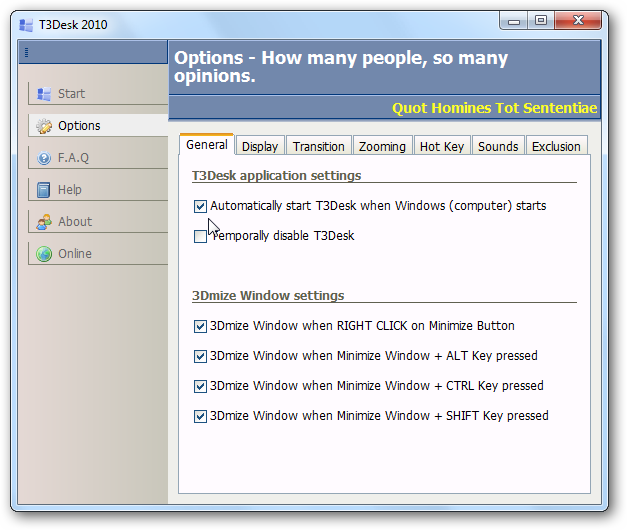 T3Desk 2010
Options - How many people, so many
opinions.
Quot Homines Tot Sententiae
Start
Options
F.A.Q
Help
About
Online
General Display Transition Zooming Hot Key Sounds Exclusion
T3Desk application settings
Automatically start T3Desk when Windows (computer) starts
Temporally disable T3Desk
3Dmize Window settings
3Dmize Window when RIGHT CLICK on Minimize Button
3Dmize Window when Minimize Window + ALT Key pressed
3Dmize Window when Minimize Window + CTRL Key pressed
3Dmize Window when Minimize Window + SHIFT Key pressed